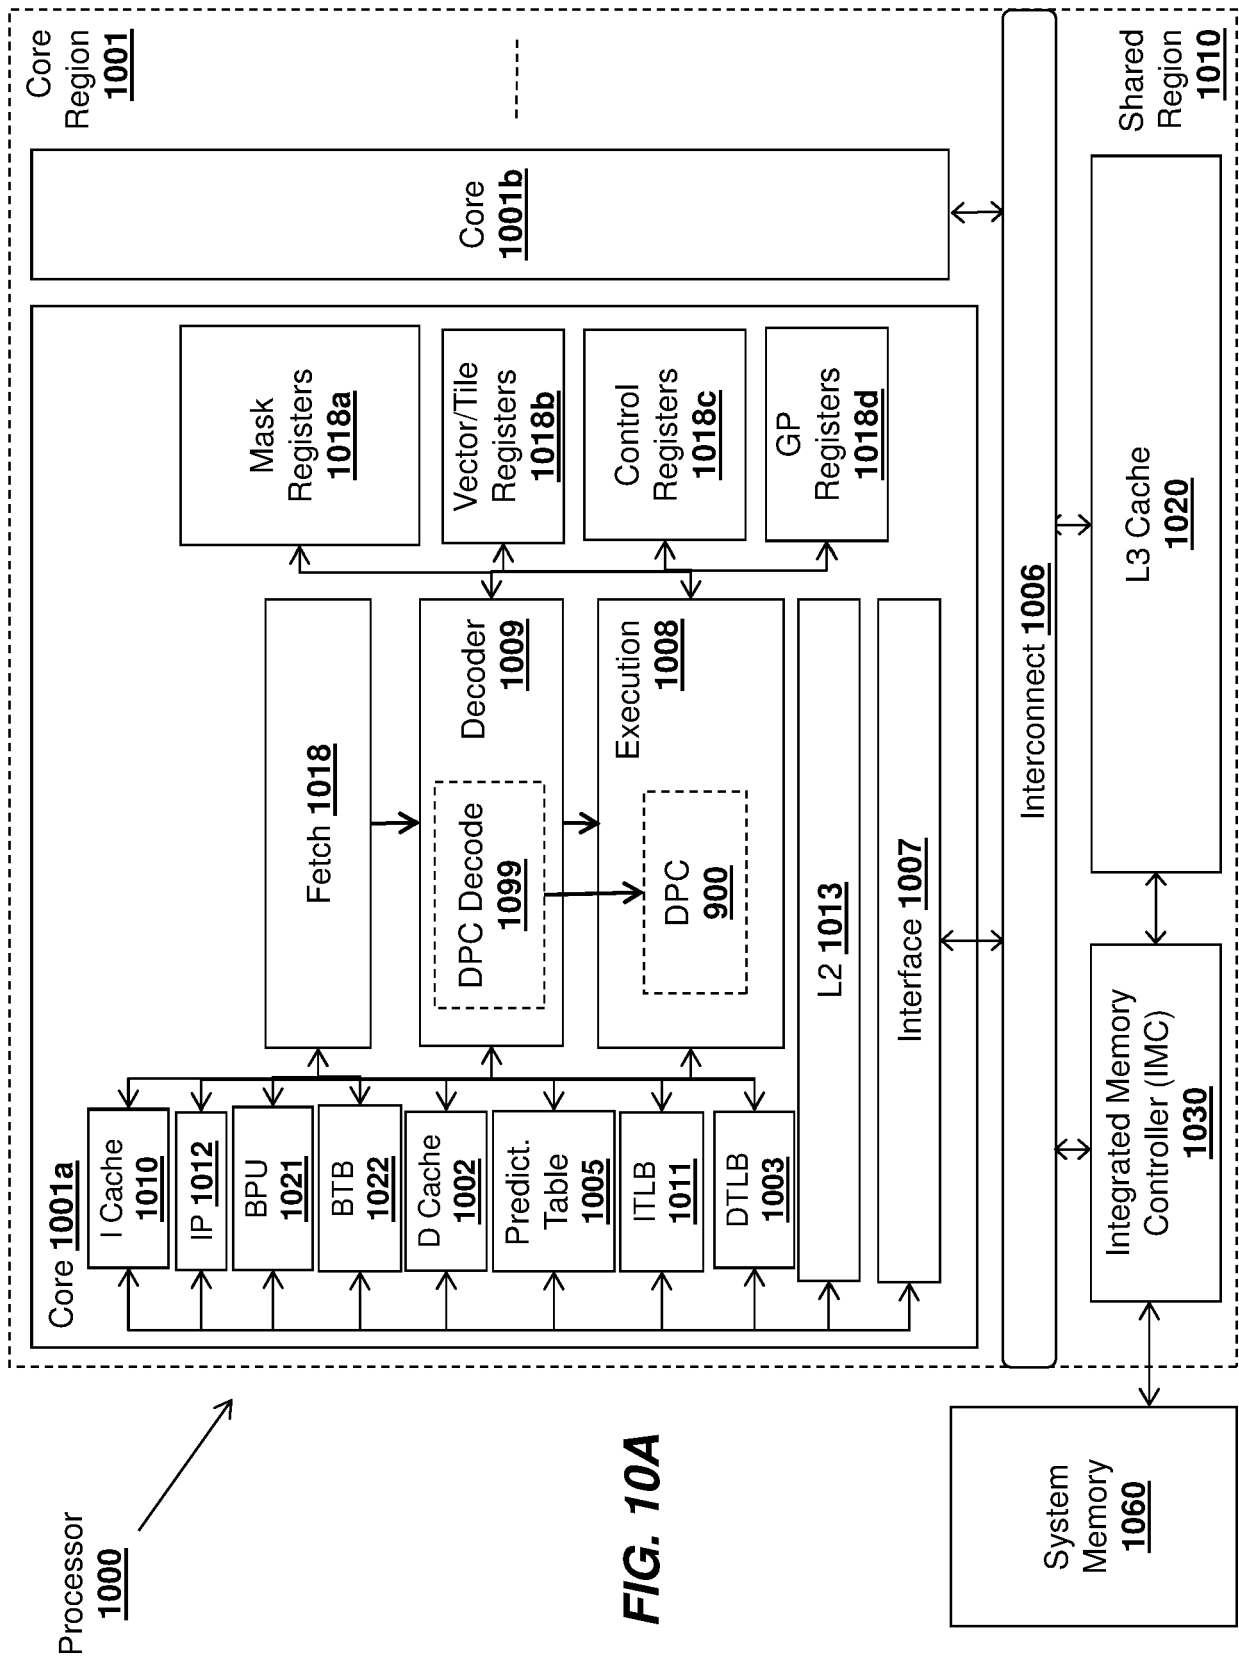 Processor
1000
Core
Region
1001
Core 1001a
I Cache
1010
IP 1012
BPU
1021
BTB
1022
D Cache
1002
Predict.
Table
1005
ITLB
1011
DTLB
1003
Fetch 1018
Decoder
1009
DPC Decode
1099
Execution
1008
DPC
900
L2 1013
Interface 1007
Mask
Registers
1018a
Vector/Tile
Registers
1018b
Control
Registers
1018c
GP
Registers
1018d
Core
1001b
Interconnect 1006
Shared
Region
1010
Integrated Memory
Controller (IMC)
1030
L3 Cache
1020
System
Memory
1060
FIG. 10A